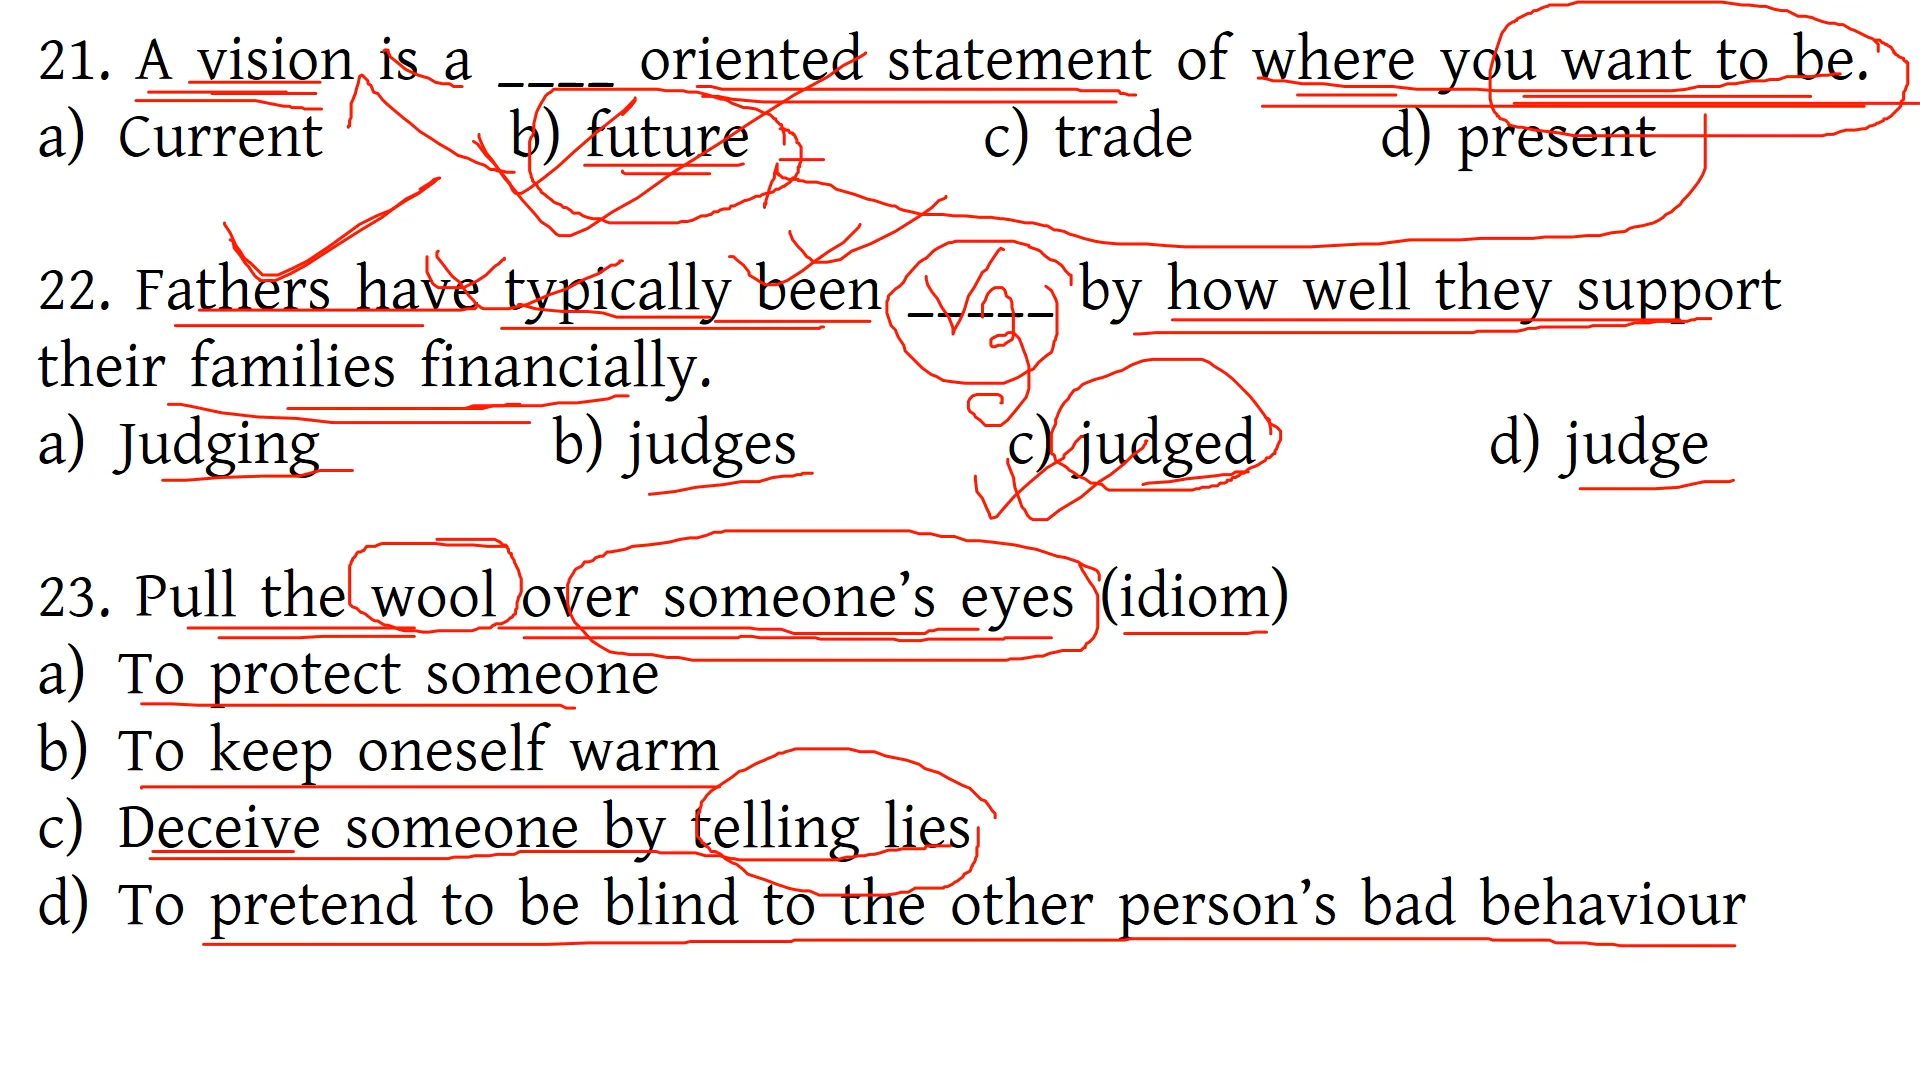 21. A vision is a ____ oriented statement of where you want to be.
a) Current b) future c) trade d) present
22. Fathers have typically been _____ by how well they support
their families financially.
a) Judging b) judges c) judged d) judge
23. Pull the wool over someone’s eyes (idiom)
a) To protect someone
b) To keep oneself warm
c) Deceive someone by telling lies
d) To pretend to be blind to the other person’s bad behaviour